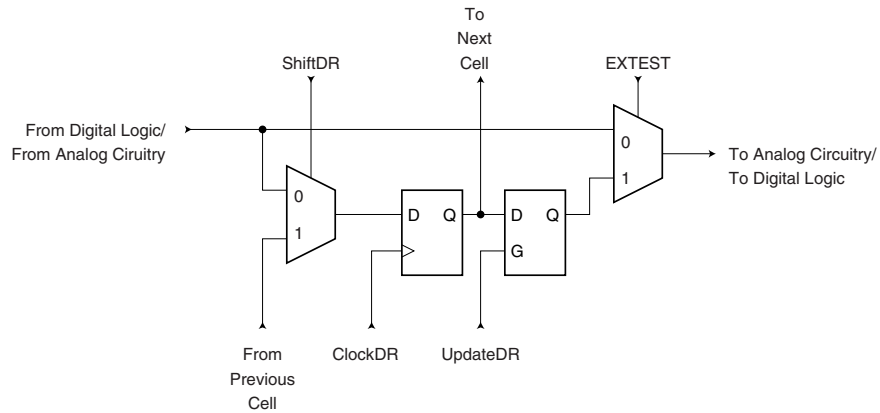 To
Next
Cell
ShiftDR
EXTEST
From Digital Logic/
From Analog Ciruitry
0
1
To Analog Circuitry/
To Digital Logic
0
1
D Q
D Q
G
From
Previous
Cell
ClockDR
UpdateDR